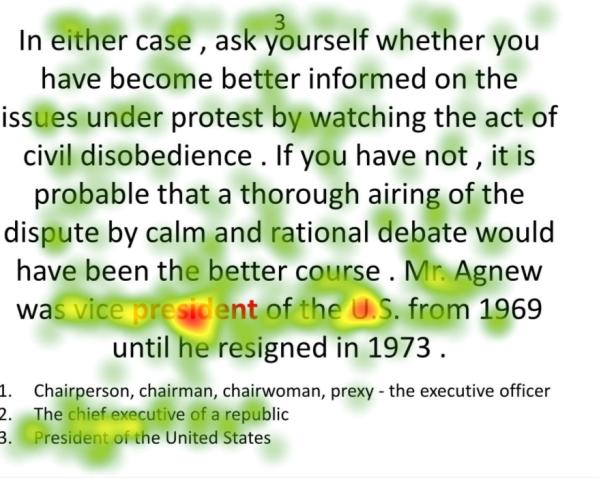 3
In either case , ask yourself whether you
have become better informed on the
issues under protest by watching the act of
civil disobedience . If you have not , it is
probable that a thorough airing of the
dispute by calm and rational debate would
have been the better course . Mr. Agnew
was vice president of the U.S. from 1969
until he resigned in 1973 .
1. Chairperson, chairman, chairwoman, prexy - the executive officer
2. The chief executive of a republic
3. President of the United States